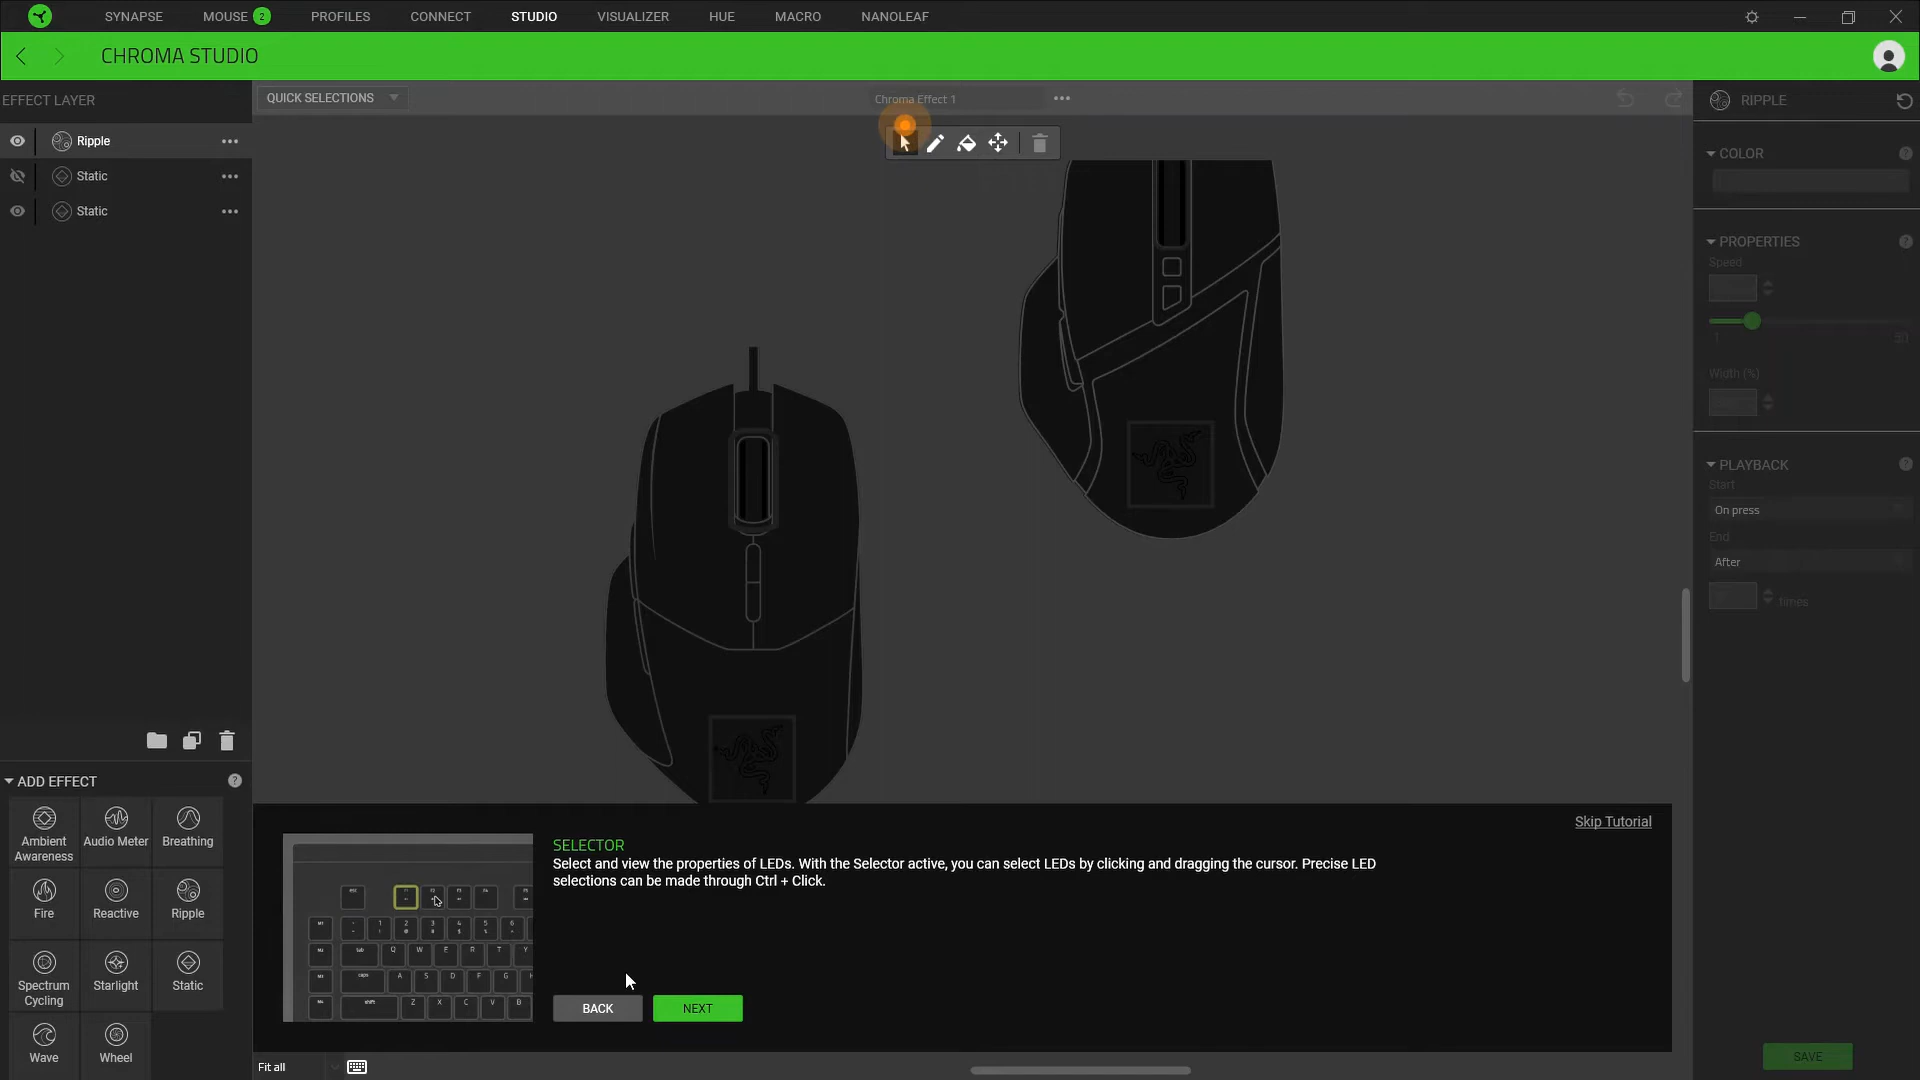 SYNAPSE
MOUSE 2
PROFILES
CONNECT
STUDIO
VISUALIZER
HUE
MACRO
NANOLEAF
CHROMA STUDIO
EFFECT LAYER
QUICK SELECTIONS
Chroma Effect 1
RIPPLE
Ripple
Static
Static
COLOR
PROPERTIES
Speed
1
Width (%)
PLAYBACK
Start
On press
End
After
times
ADD EFFECT
Ambient
Awareness
Audio Meter
Breathing
Fire
Reactive
Ripple
Spectrum
Cycling
Starlight
Static
Wave
Wheel
Skip Tutorial
SELECTOR
Select and view the properties of LEDs. With the Selector active, you can select LEDs by clicking and dragging the cursor. Precise LED
selections can be made through Ctrl + Click.
BACK
NEXT
Fit all
SAVE